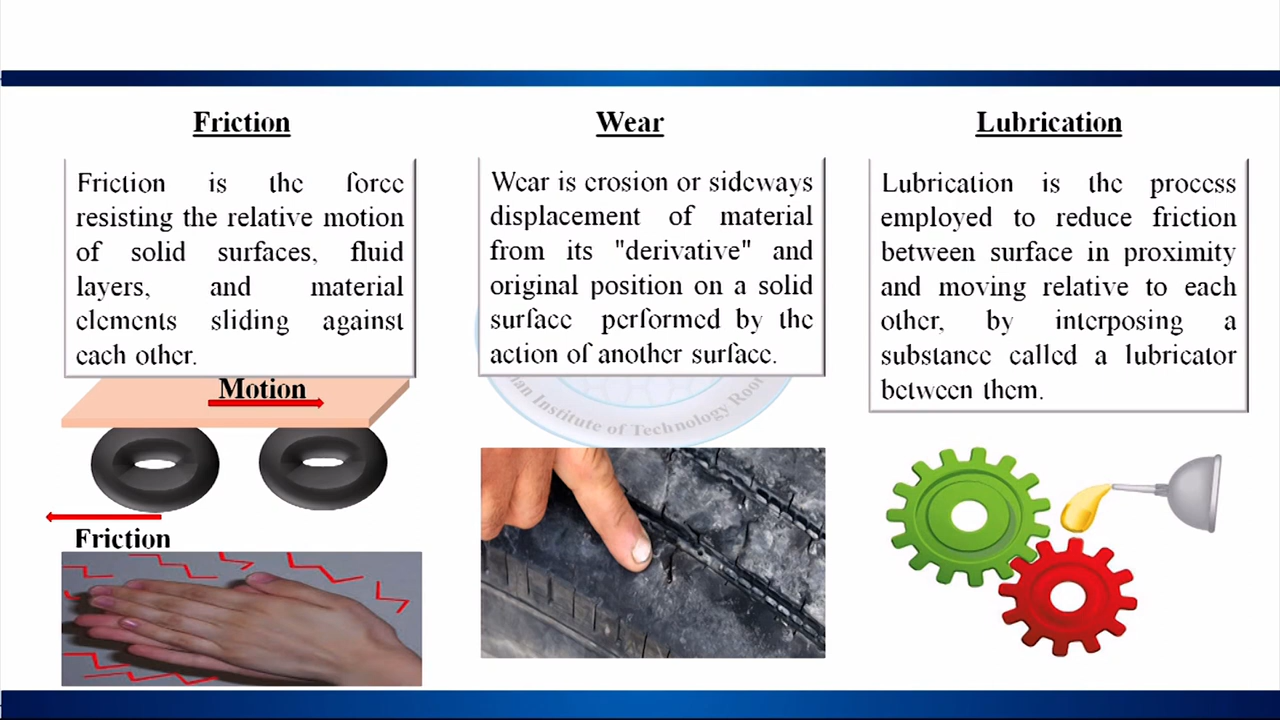 Friction
Friction is the force
resisting the relative motion
of solid surfaces, fluid
layers, and material
elements sliding against
each other.
Motion
Friction
Wear
Wear is erosion or sideways
displacement of material
from its "derivative" and
original position on a solid
surface performed by the
action of another surface.
Institute of Technology
Lubrication
Lubrication is the process
employed to reduce friction
between surface in proximity
and moving relative to each
other, by interposing a
substance called a lubricator
between them.